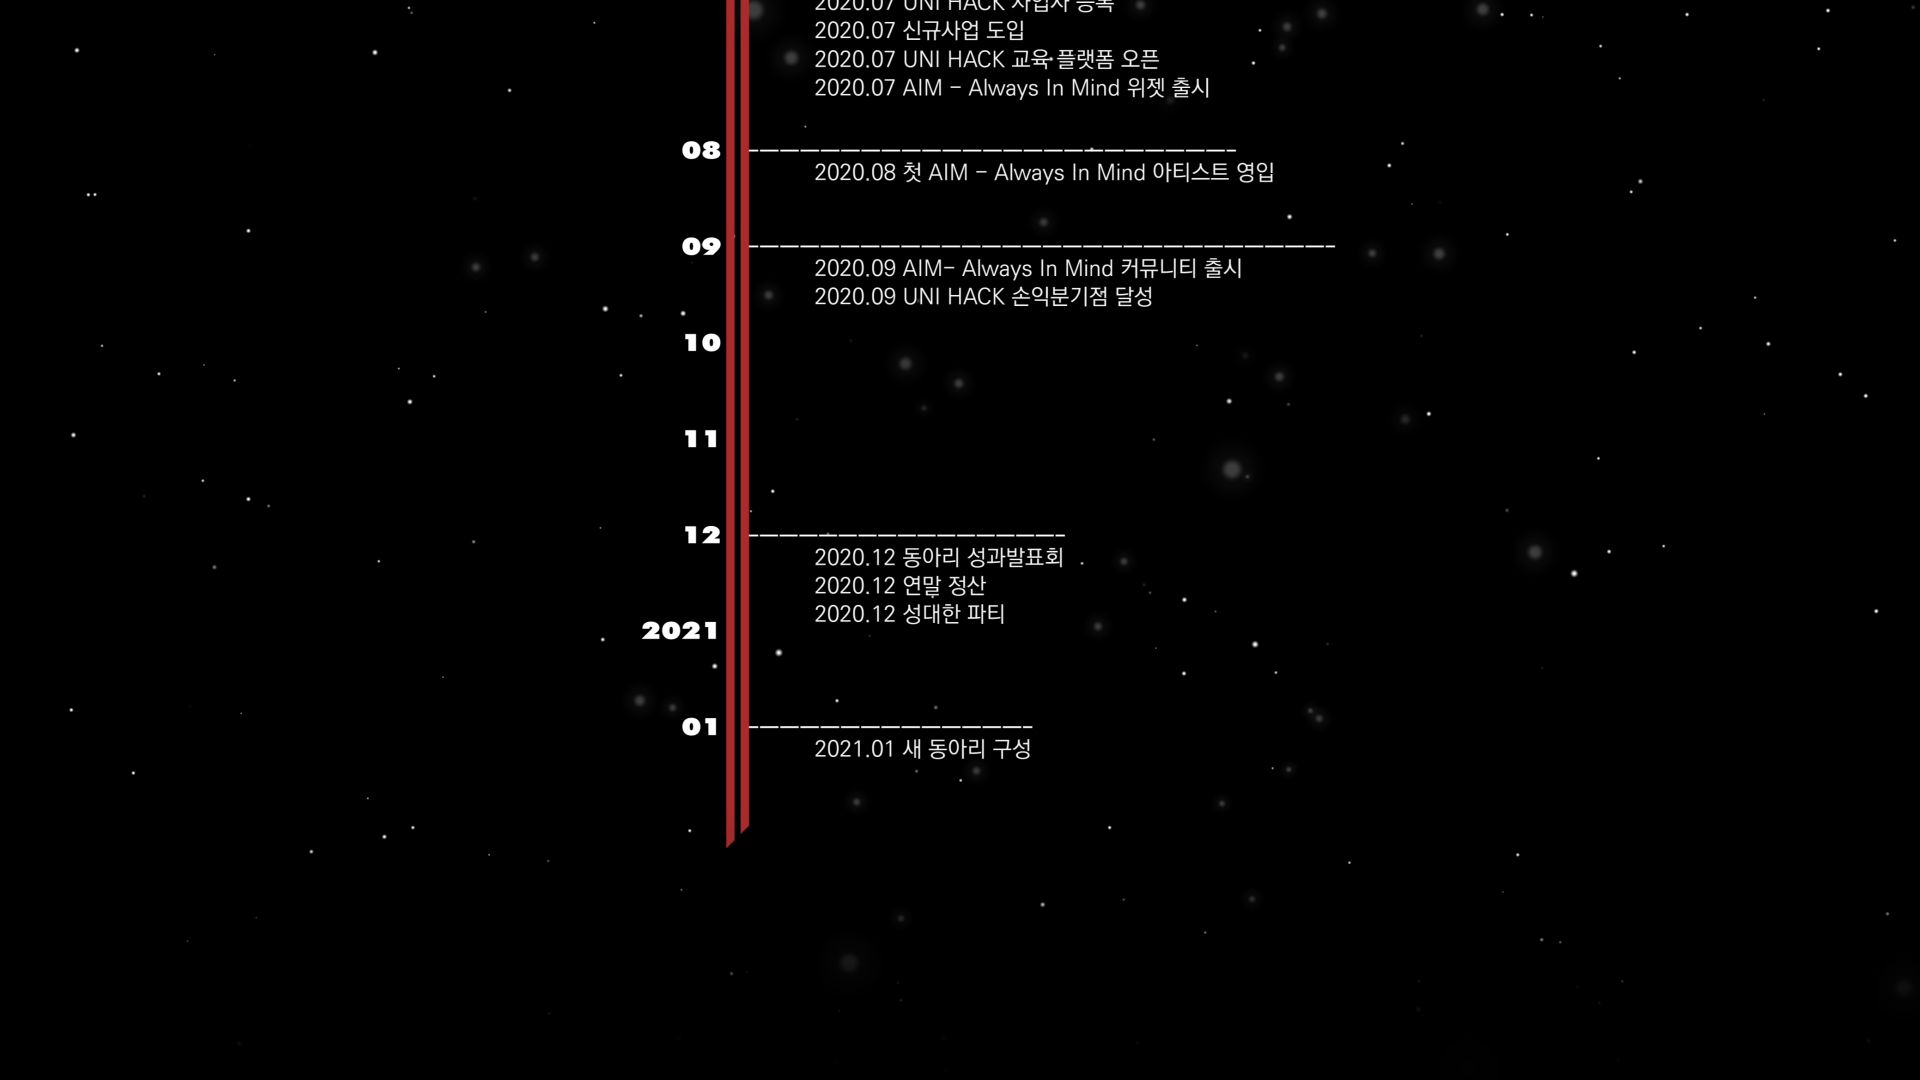 2020.07 UNI HACK 사업자 등록
2020.07 신규사업 도입
2020.07 UNI HACK 교육 플랫폼 오픈
2020.07 AIM - Always In Mind 위젯 출시
08
2020.08 첫 AIM - Always In Mind 아티스트 영입
09
2020.09 AIM- Always In Mind 커뮤니티 출시
2020.09 UNI HACK 손익분기점 달성
10
11
12
2020.12 동아리 성과발표회
2020.12 연말 정산
2020.12 성대한 파티
2021
01
2021.01 새 동아리 구성